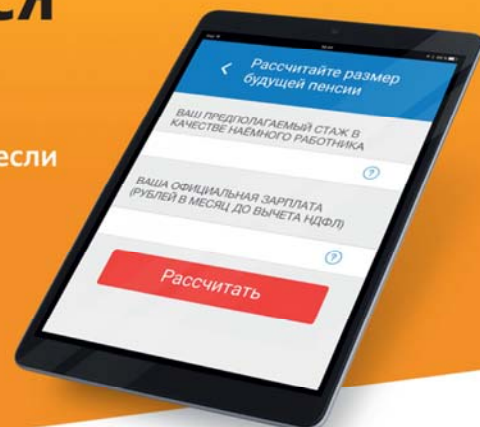 ся
если
Рассчитайте размер
будущей пенсии
ВАШ ПРЕДПОЛАГАЕМЫЙ СТАЖ В
КАЧЕСТВЕ НАЁМНОГО РАБОТНИКА
?
ВАША ОФИЦИАЛЬНАЯ ЗАРПЛАТА
(РУБЛЕЙ В МЕСЯЦ ДО ВЫЧЕТА НДФЛ)
?
Рассчитать